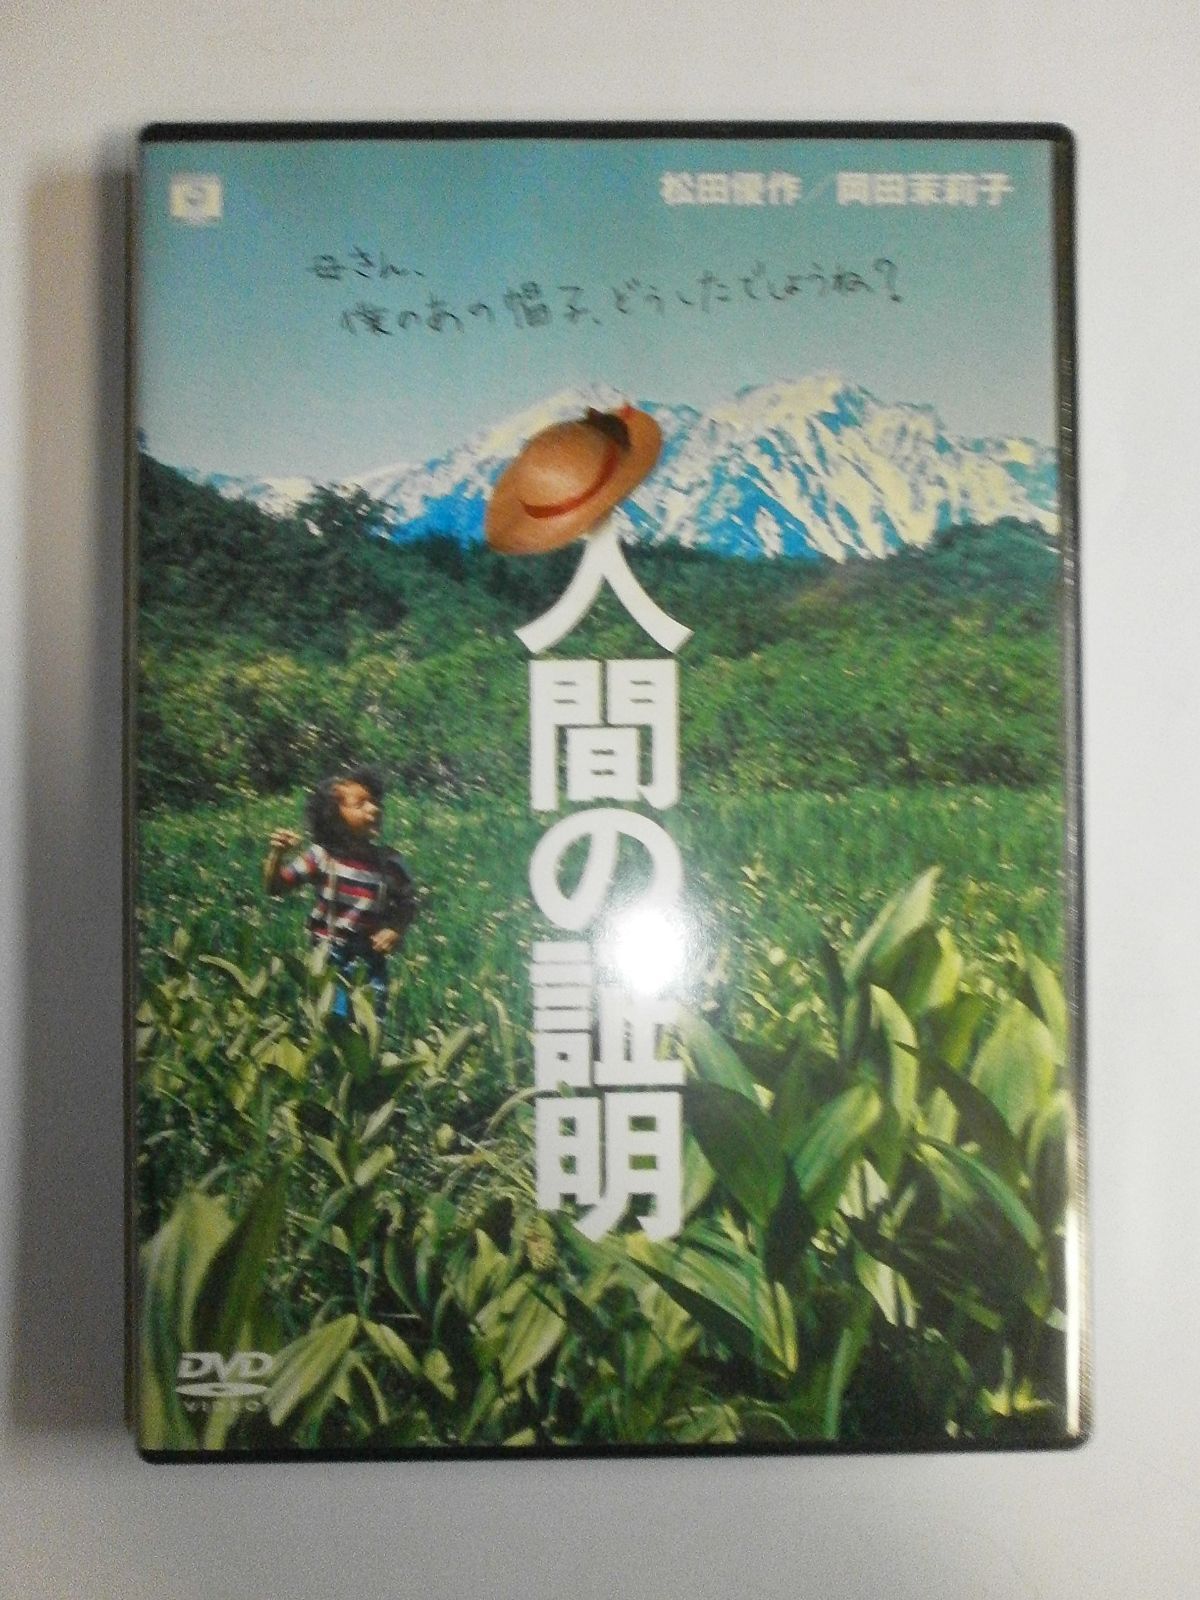 松田優作／岡田茉莉子
母さん、
僕のあの帽子、どうしたでしょうね?
人間の証明
DVD
VIDEO